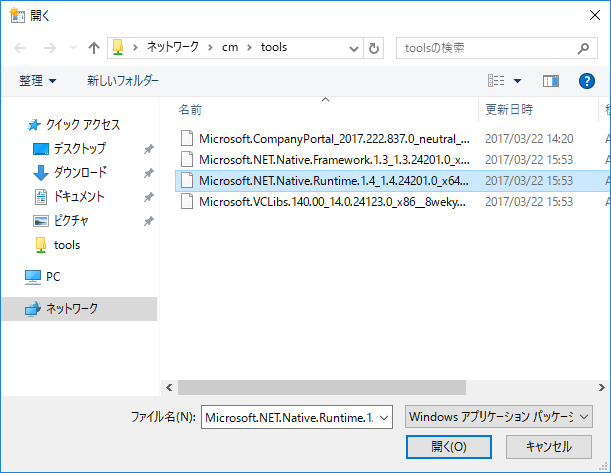 開く
ネットワーク › cm › tools
toolsの検索
整理
新しいフォルダー
?
名前
更新日時
クイック アクセス
デスクトップ
ダウンロード
ドキュメント
ピクチャ
tools
PC
ネットワーク
Microsoft.CompanyPortal_2017.222.837.0_neutral_... 2017/03/22 14:20
Microsoft.NET.Native.Framework.1.3_1.3.24201.0_x... 2017/03/22 15:53
Microsoft.NET.Native.Runtime.1.4_1.4.24201.0_x64... 2017/03/22 15:53
Microsoft.VCLibs.140.00_14.0.24123.0_x86__8weky... 2017/03/22 15:53
ファイル名(N):
Microsoft.NET.Native.Runtime.1.
Windows アプリケーション パッケージ
開く(O)
キャンセル